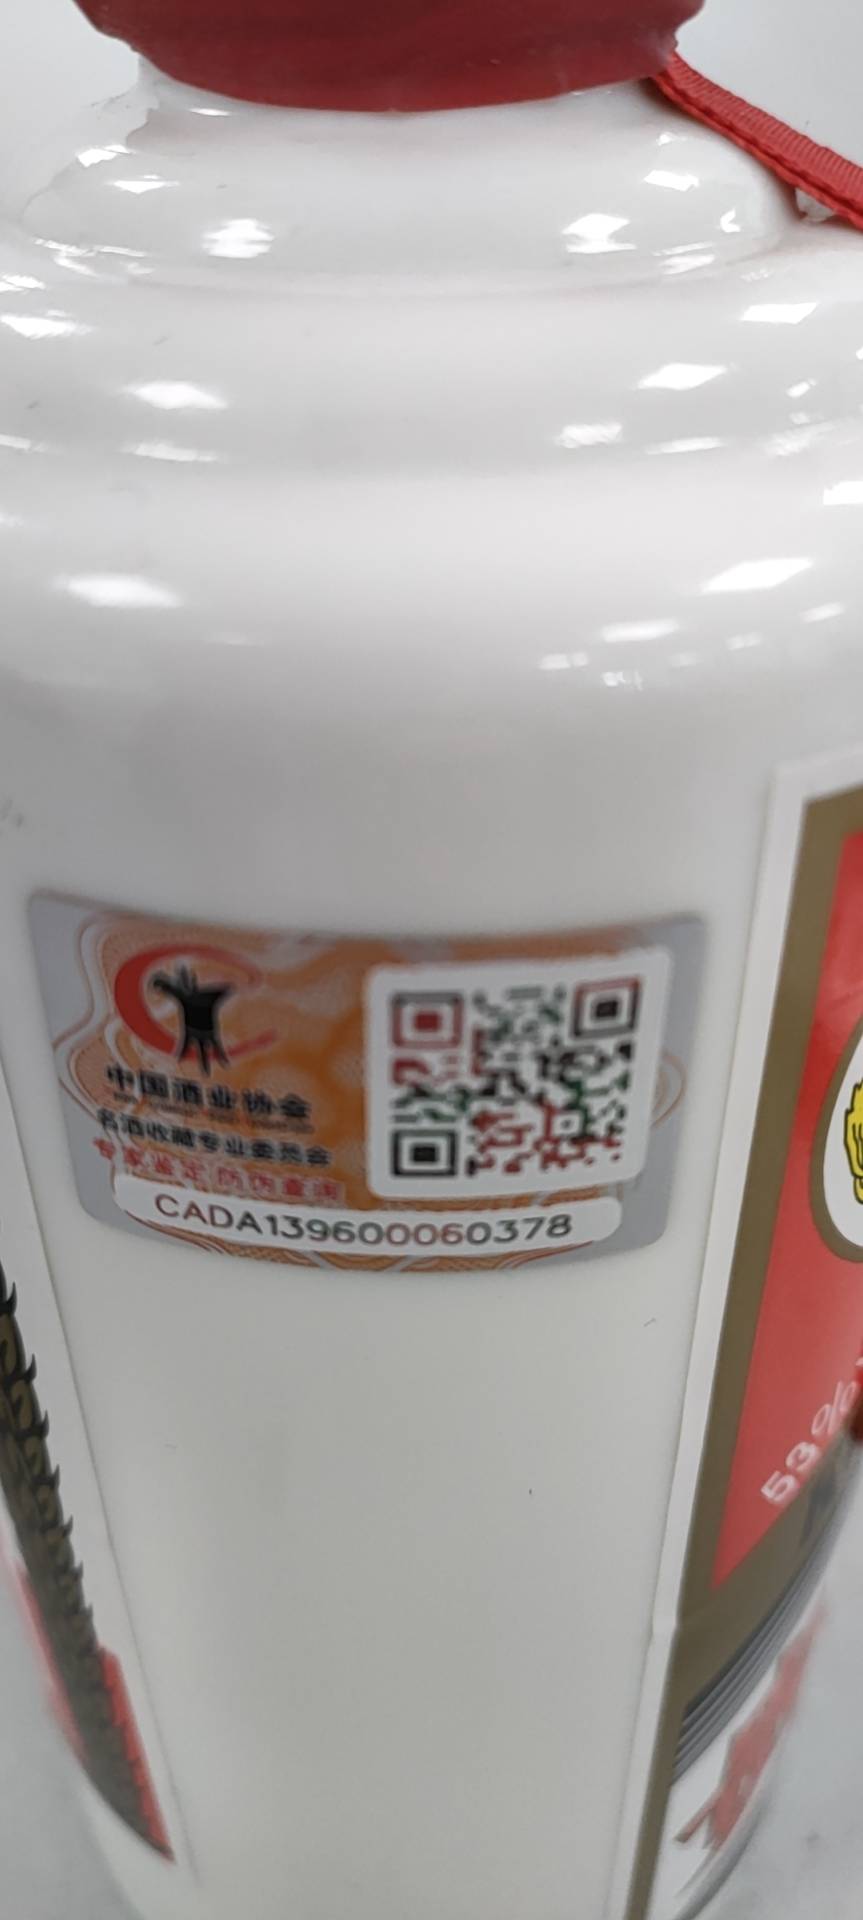 中国酒业协会
名酒收藏专业委员会
专家鉴定 防伪查询
CADA139600060378
53%